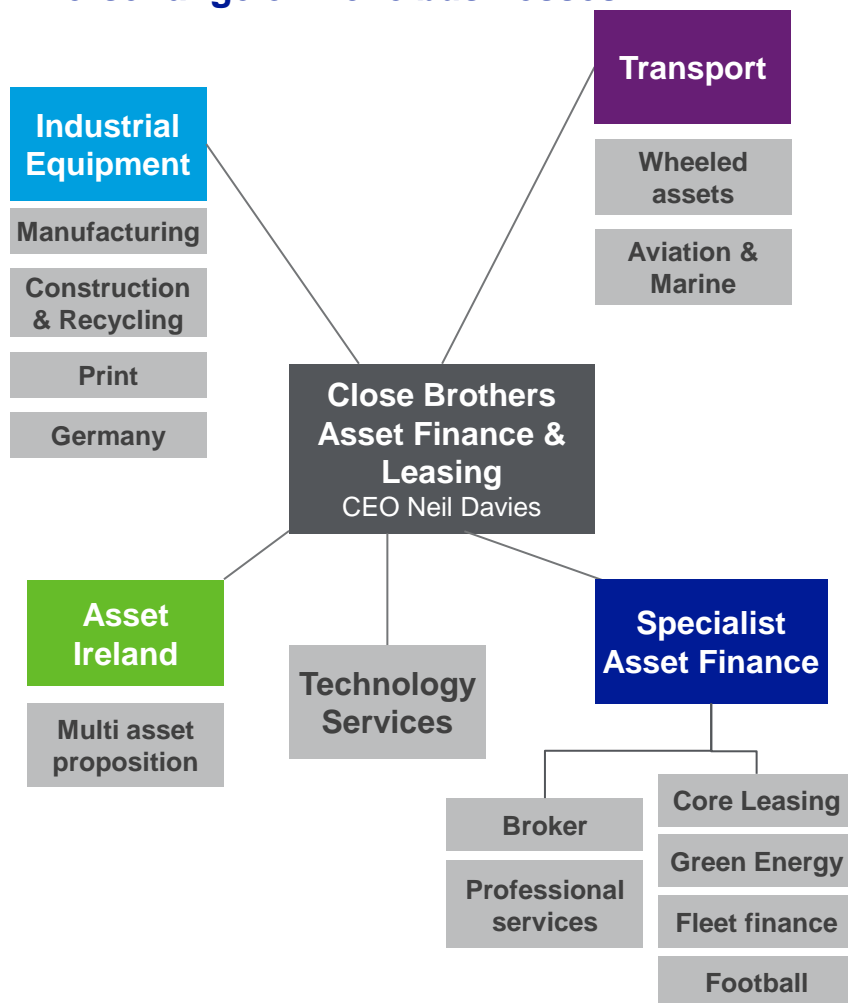 Transport
Industrial
Equipment
Wheeled
assets
Manufacturing
Aviation &
Marine
Construction
& Recycling
Print
Germany
Close Brothers
Asset Finance &
Leasing
CEO Neil Davies
Asset
Ireland
Specialist
Asset Finance
Technology
Services
Multi asset
proposition
Core Leasing
Broker
Green Energy
Professional
services
Fleet finance
Football